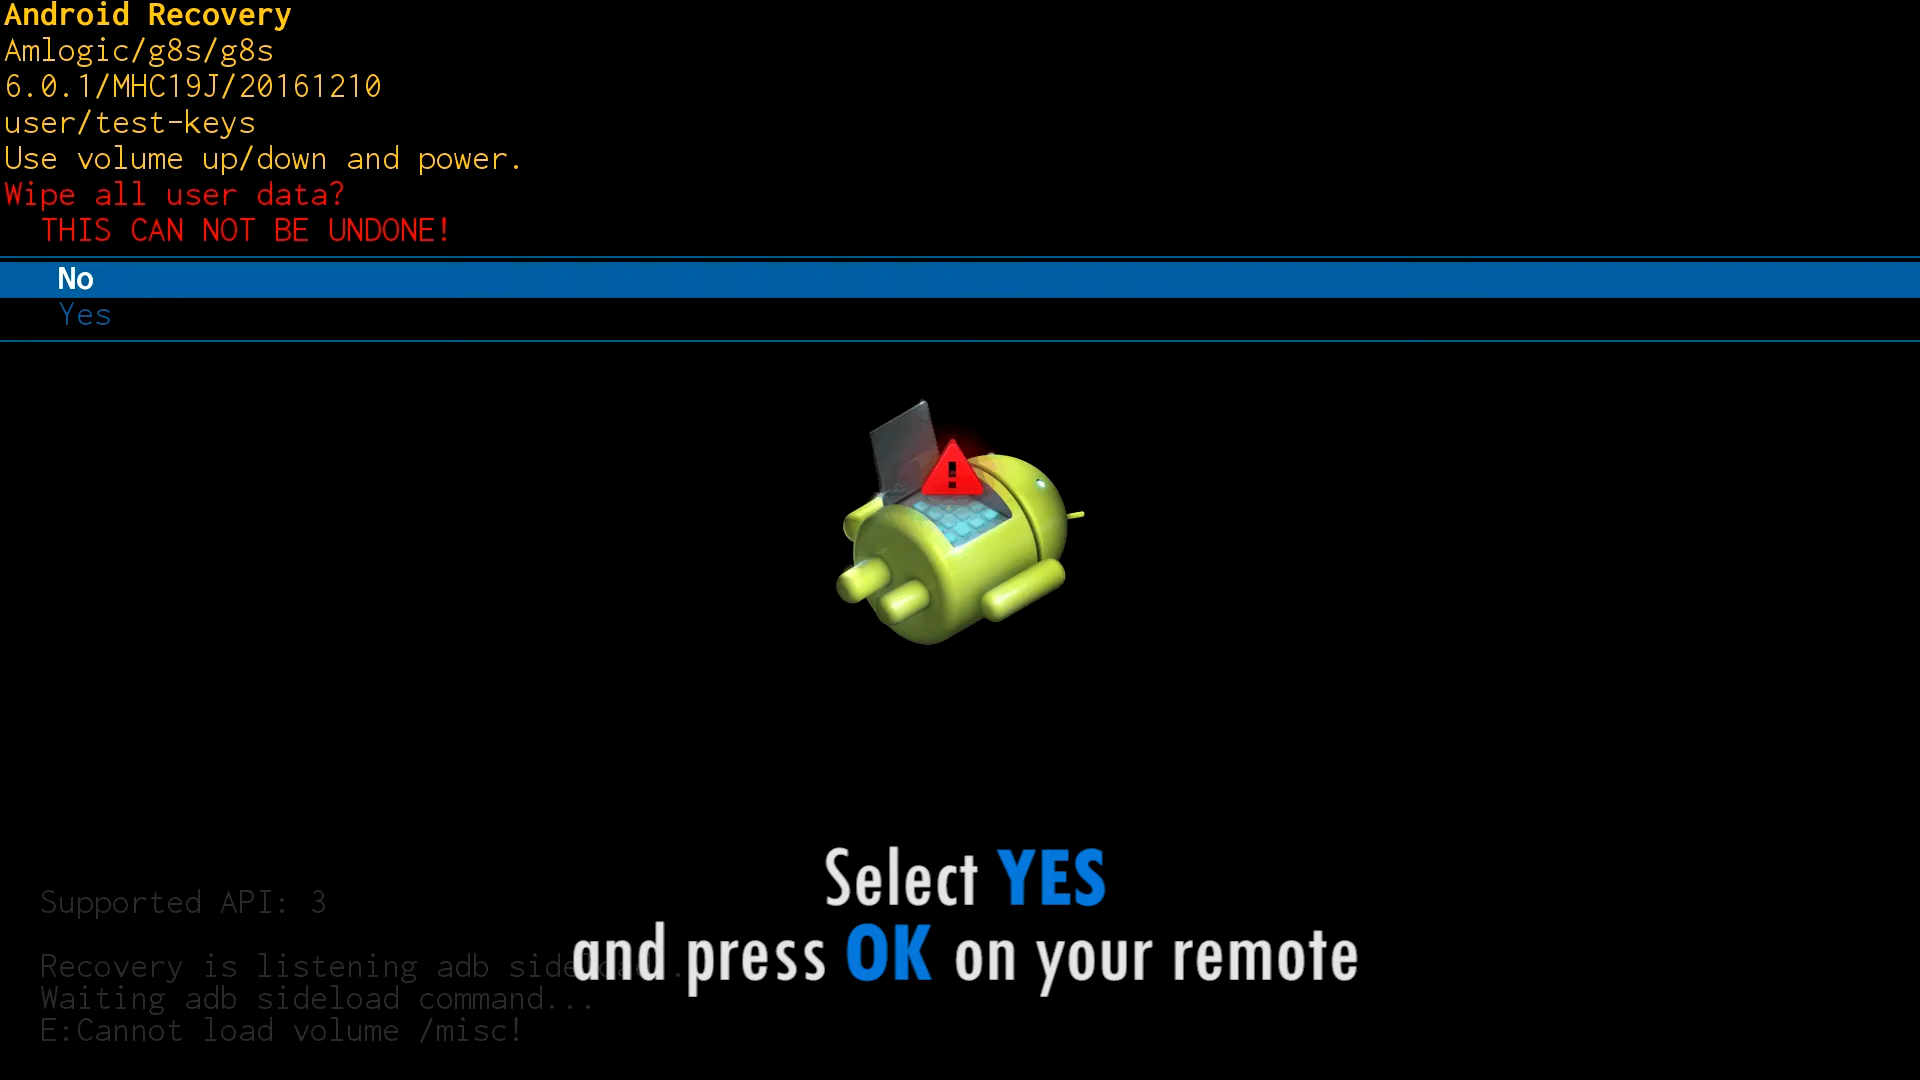 Android Recovery
Amlogic/g8s/g8s
6.0.1/MHC19J/20161210
user/test-keys
Use volume up/down and power.
Wipe all user data?
THIS CAN NOT BE UNDONE!
No
Yes
Select YES
and press OK on your remote
Supported API: 3
Recovery is listening adb sideload..
Waiting adb sideload command...
E:Cannot load volume /misc!